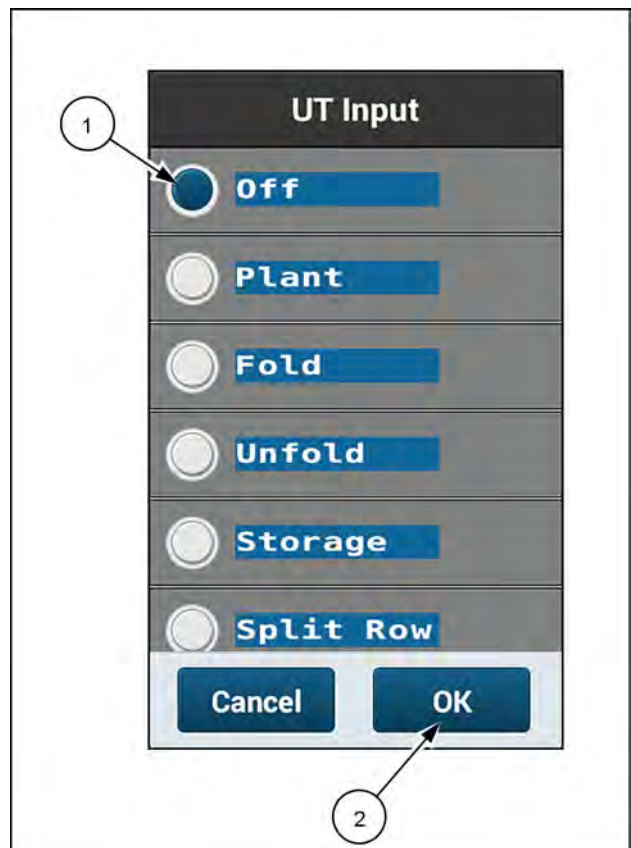 UT Input
1
Off
Plant
Fold
Unfold
Storage
Split Row
Cancel OK
2